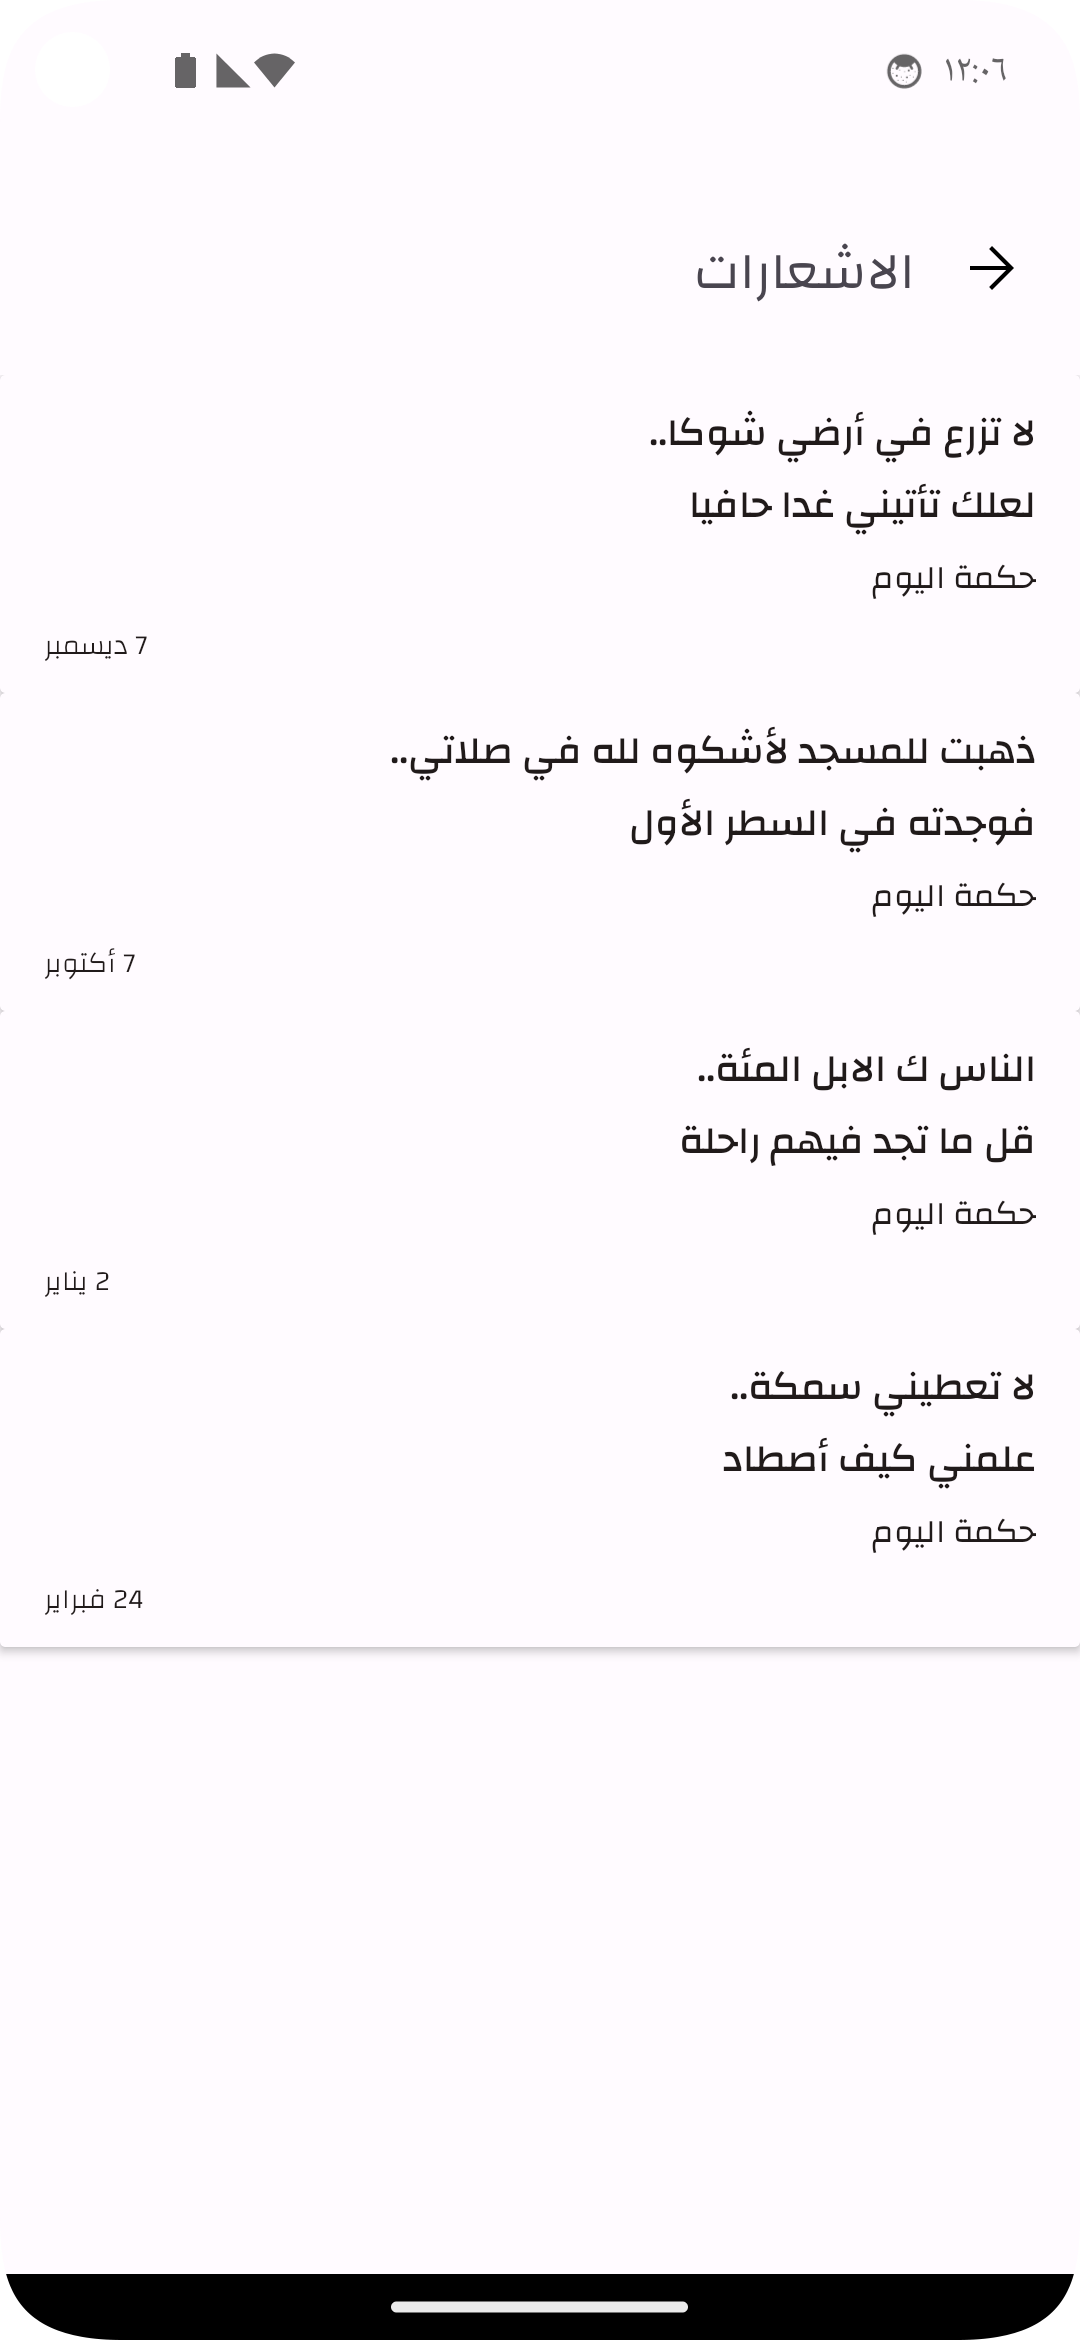 ١٢:٠٦
الاشعارات
لا تزرع في أرضي شوكا..
لعلك تأتيني غدا حافيا
حكمة اليوم
7 ديسمبر
ذهبت للمسجد لأشكوه لله في صلاتي..
فوجدته في السطر الأول
حكمة اليوم
7 أكتوبر
الناس ك الابل المئة..
قل ما تجد فيهم راحلة
حكمة اليوم
2 يناير
لا تعطيني سمكة..
علمني كيف أصطاد
حكمة اليوم
24 فبراير